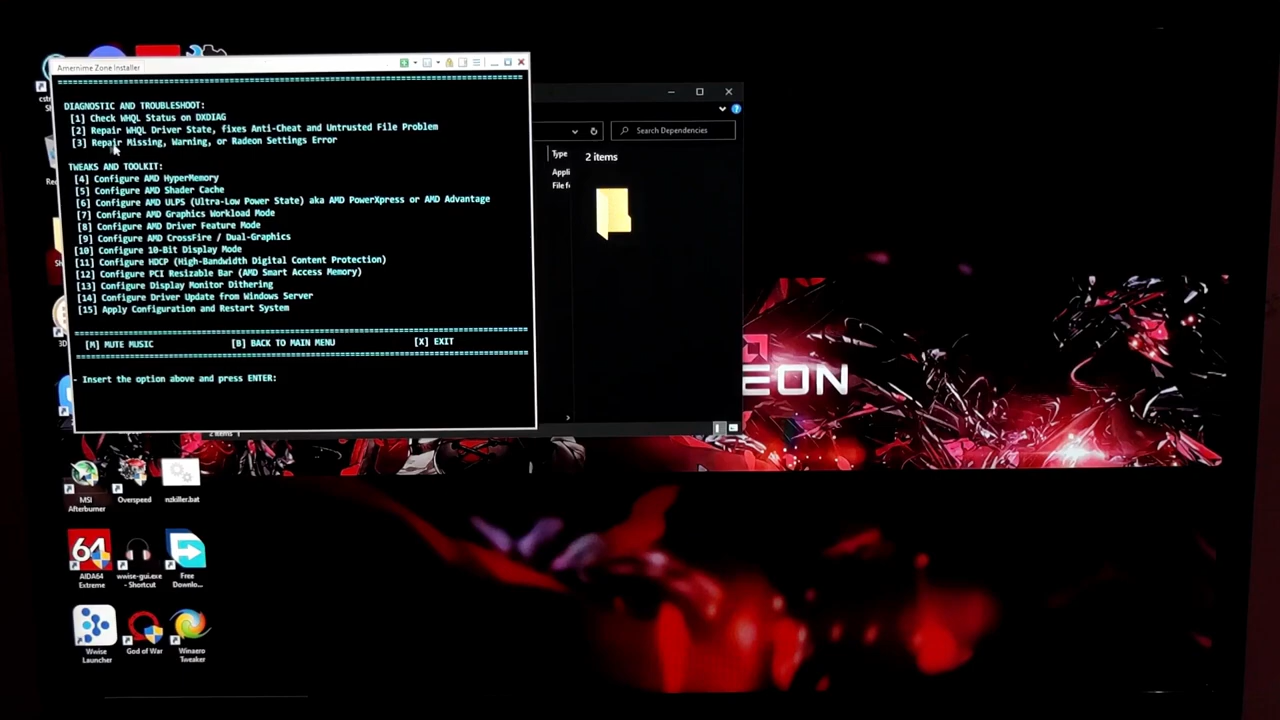 Amernime Zone Installer
DIAGNOSTIC AND TROUBLESHOOT:
[1] Check WHQL Status on DXDIAG
[2] Repair WHQL Driver State, fixes Anti-Cheat and Untrusted File Problem
[3] Repair Missing, Warning, or Radeon Settings Error
TWEAKS AND TOOLKIT:
[4] Configure AMD HyperMemory
[5] Configure AMD Shader Cache
[6] Configure AMD ULPS (Ultra-Low Power State) aka AMD PowerXpress or AMD Advantage
[7] Configure AMD Graphics Workload Mode
[8] Configure AMD Driver Feature Mode
[9] Configure AMD CrossFire / Dual-Graphics
[10] Configure 10-Bit Display Mode
[11] Configure HDCP (High-Bandwidth Digital Content Protection)
[12] Configure PCI Resizable Bar (AMD Smart Access Memory)
[13] Configure Display Monitor Dithering
[14] Configure Driver Update from Windows Server
[15] Apply Configuration and Restart System
[M] MUTE MUSIC [B] BACK TO MAIN MENU [X] EXIT
- Insert the option above and press ENTER:
Search Dependencies
Type
2 items
Appli
File f
2 items
EON
MSI
Afterburner
Overspeed
nzkiller.bat
64
AIDA64
Extreme
wwise-gui.exe
- Shortcut
Free
Downlo...
Wwise
Launcher
God of War
Winaero
Tweaker